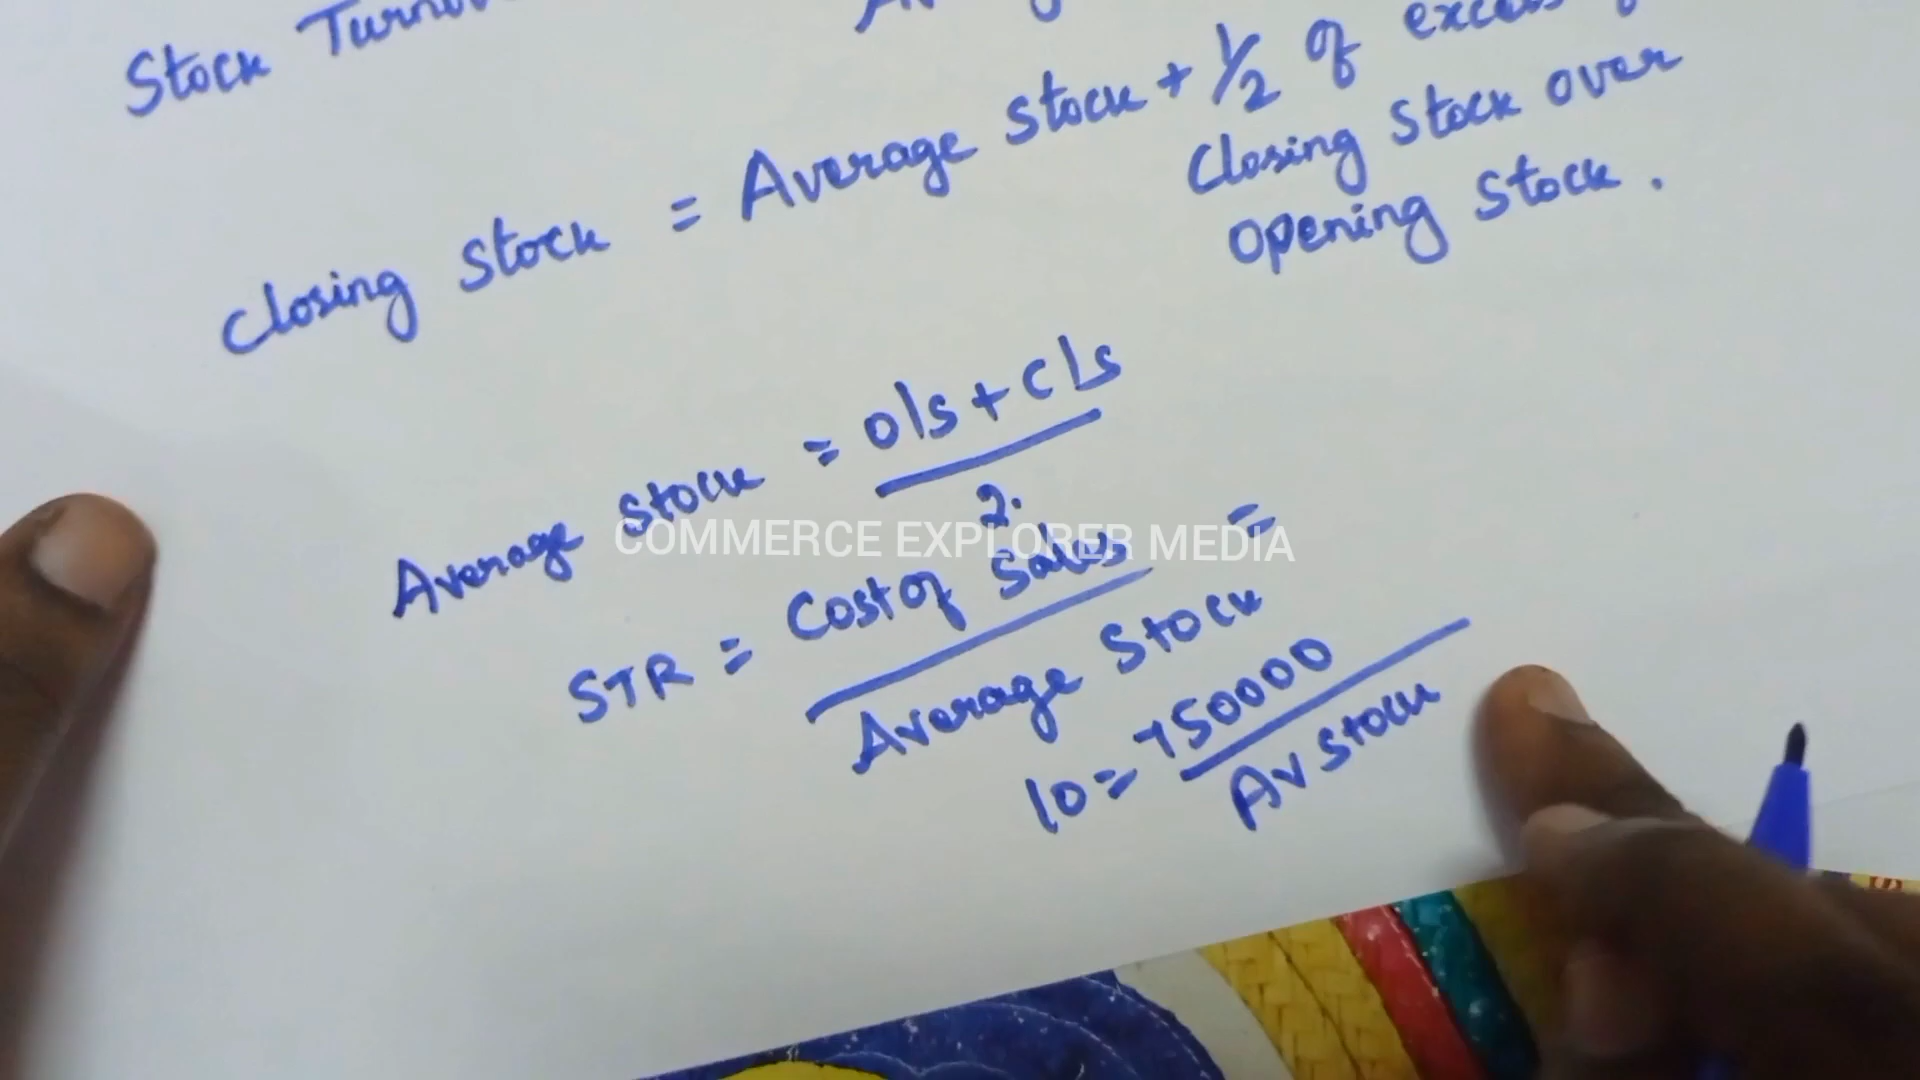 Stock
Closing Stock = Average Stock + 1/2 of excess
Closing Stock over
Opening Stock.
Average Stock = O/S + C/S
2.
COMMERCE EXPLORER MEDIA
STR = Cost of Sales =
Average Stock
10 = 750000
Av Stock